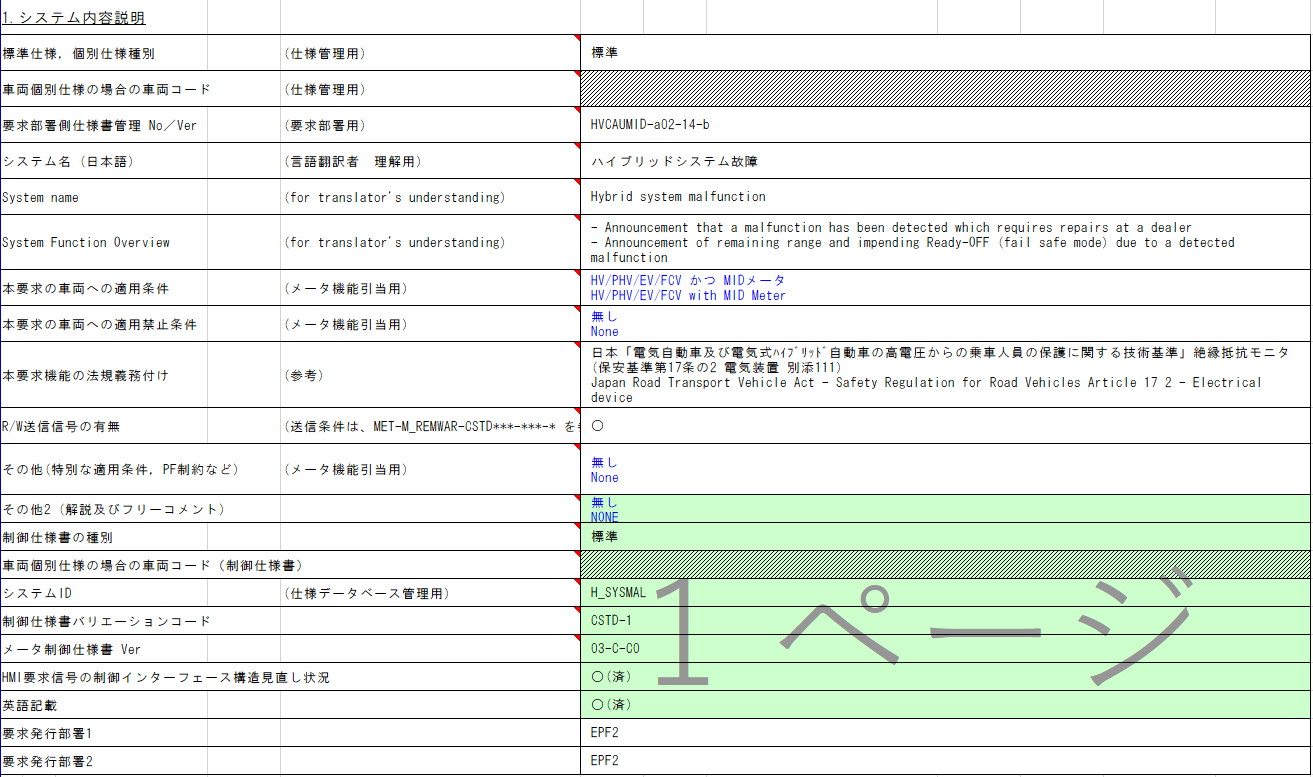 1.システム内容説明
標準仕様, 個別仕様種別 (仕様管理用) 標準
車両個別仕様の場合の車両コード (仕様管理用)
要求部署側仕様書管理 No／Ver (要求部署用) HVCAUMID-a02-14-b
システム名 (日本語) (言語翻訳者　理解用) ハイブリッドシステム故障
System name (for translator's understanding) Hybrid system malfunction
System Function Overview (for translator's understanding)
- Announcement that a malfunction has been detected which requires repairs at a dealer
- Announcement of remaining range and impending Ready-OFF (fail safe mode) due to a detected
malfunction
本要求の車両への適用条件 (メータ機能引当用)
HV/PHV/EV/FCV かつ MIDメータ
HV/PHV/EV/FCV with MID Meter
本要求の車両への適用禁止条件 (メータ機能引当用)
無し
None
本要求機能の法規義務付け (参考)
日本「電気自動車及び電気式ﾊｲﾌﾞﾘｯﾄﾞ自動車の高電圧からの乗車人員の保護に関する技術基準」絶縁抵抗モニタ
(保安基準第17条の2 電気装置 別添111)
Japan Road Transport Vehicle Act - Safety Regulation for Road Vehicles Article 17 2 - Electrical
device
R/W送信信号の有無 (送信条件は、MET-M_REMWAR-CSTD***-***-* を ○
その他(特別な適用条件, PF制約など) (メータ機能引当用)
無し
None
その他2 (解説及びフリーコメント)
無し
NONE
制御仕様書の種別 標準
車両個別仕様の場合の車両コード (制御仕様書)
システムID (仕様データベース管理用) H_SYSMAL
制御仕様書バリエーションコード CSTD-1
メータ制御仕様書 Ver 03-C-C0
HMI要求信号の制御インターフェース構造見直し状況 ○(済)
英語記載 ○(済)
要求発行部署1 EPF2
要求発行部署2 EPF2
1 ページ